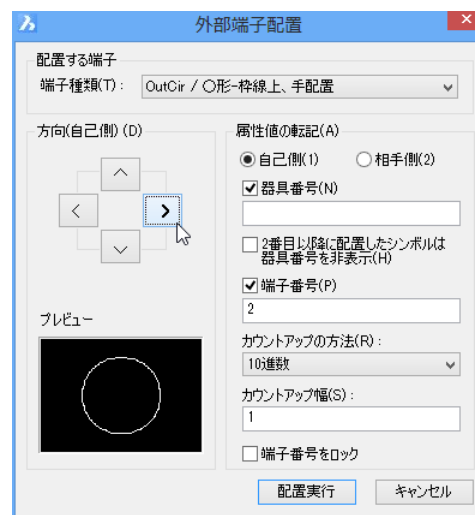 外部端子配置
配置する端子
端子種類(T)： OutCir / ○形-枠線上、手配置
方向(自己側) (D)
プレビュー
属性値の転記(A)
自己側(1) 相手側(2)
器具番号(N)
2番目以降に配置したシンボルは
器具番号を非表示(H)
端子番号(P)
2
カウントアップの方法(R)：
10進数
カウントアップ幅(S)：
1
端子番号をロック
配置実行 キャンセル